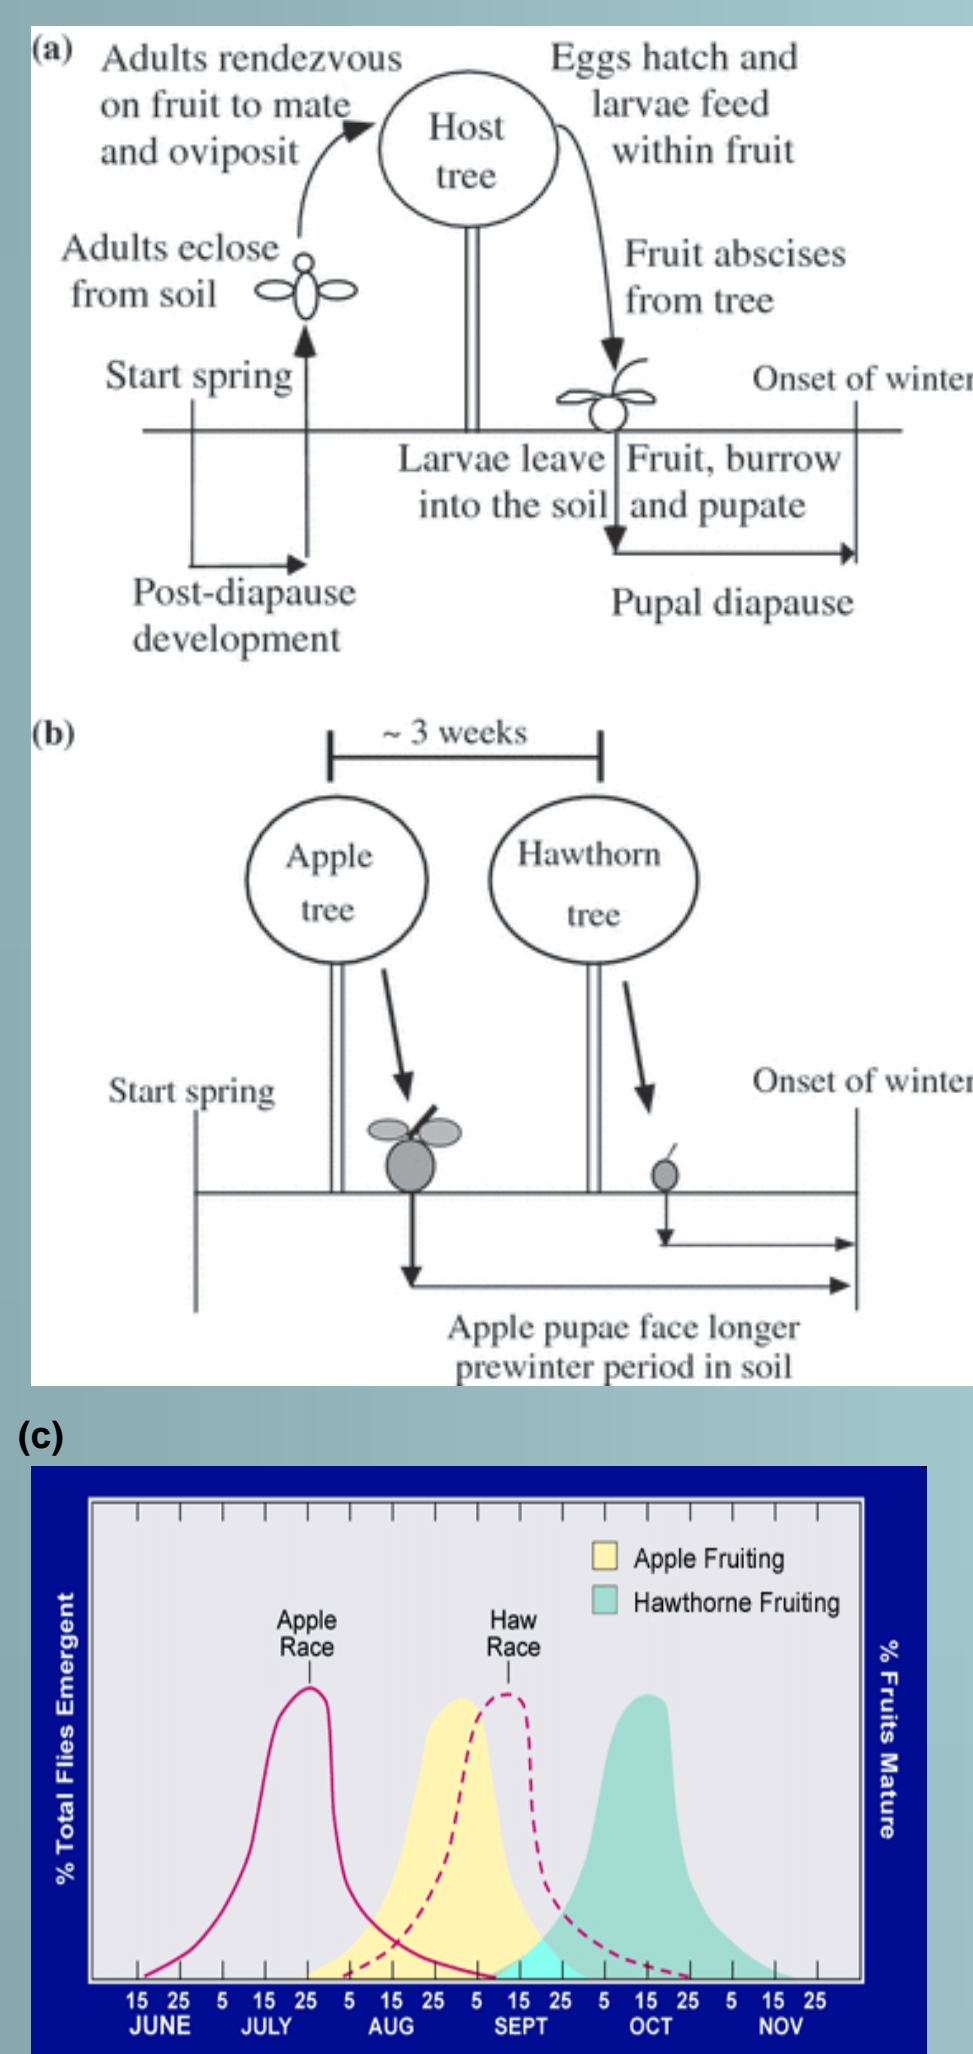 (a)
Adults rendezvous
on fruit to mate
and oviposit
Host
tree
Eggs hatch and
larvae feed
within fruit
Adults eclose
from soil
Fruit abscises
from tree
Start spring
Onset of winter
Larvae leave Fruit, burrow
into the soil and pupate
Post-diapause
development
Pupal diapause
(b)
~ 3 weeks
Apple
tree
Hawthorn
tree
Start spring
Onset of winter
Apple pupae face longer
prewinter period in soil
(c)
Apple Fruiting
Hawthorne Fruiting
Apple
Race
Haw
Race
% Total Flies Emergent
% Fruits Mature
15 25 5 15 25 5 15 25 5 15 25 5 15 25 5 15 25
JUNE JULY AUG SEPT OCT NOV